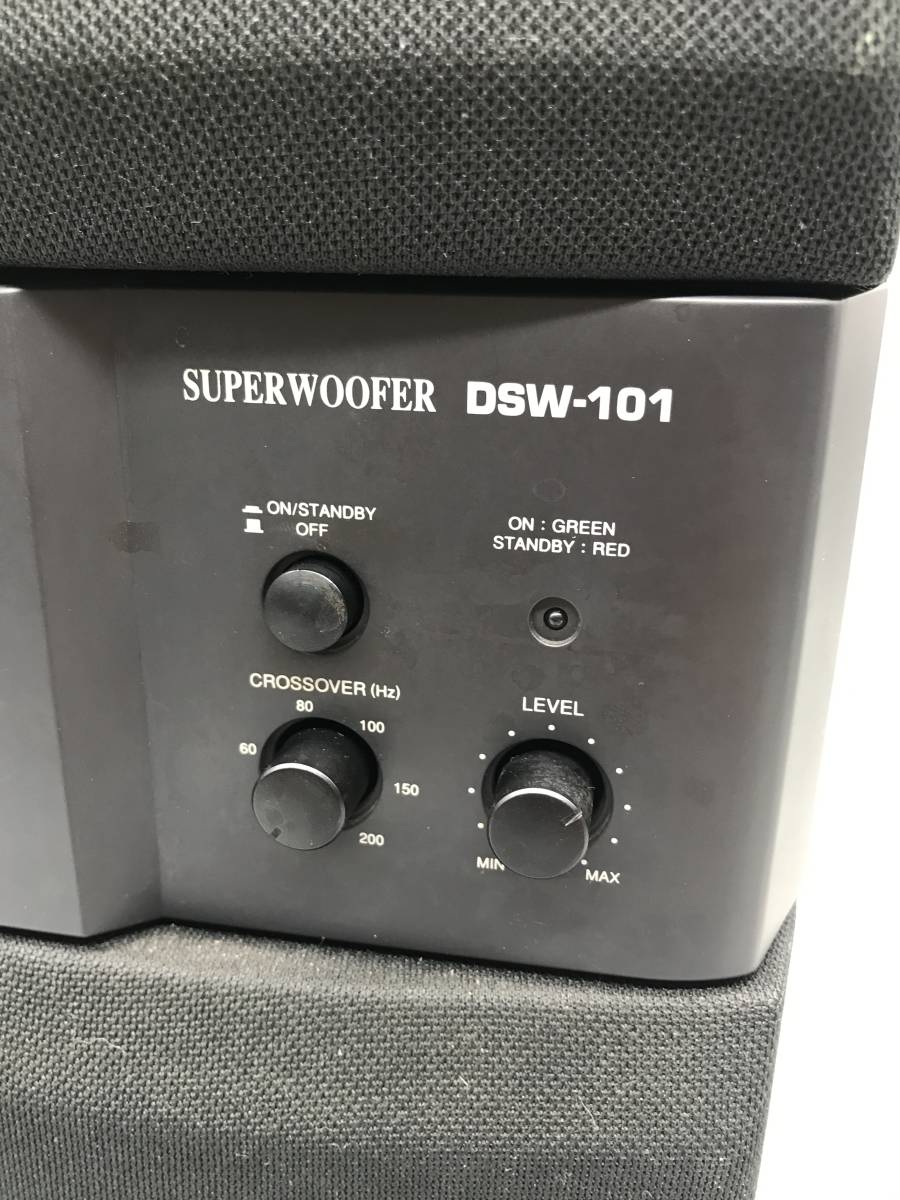 SUPERWOOFER DSW-101
ON/STANDBY
OFF
ON : GREEN
STANDBY : RED
CROSSOVER (Hz)
60
80
100
150
200
LEVEL
MIN
MAX